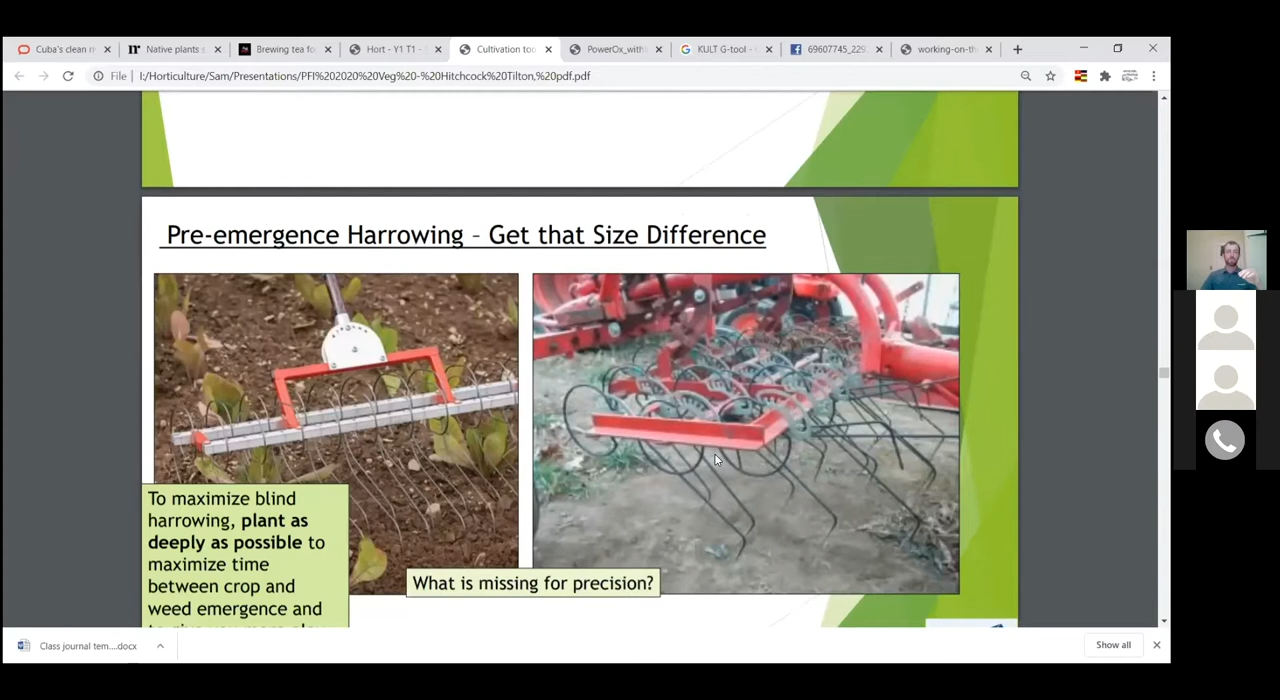 Cuba's clean
Native plants
Brewing tea fo
Hort - Y1 T1 -
Cultivation too
PowerOx_with
KULT G-tool -
69607745_229
working-on-th
File | I:/Horticulture/Sam/Presentations/PFI%202020%20Veg%20-%20Hitchcock%20Tilton,%20pdf.pdf
Pre-emergence Harrowing – Get that Size Difference
To maximize blind
harrowing, plant as
deeply as possible to
maximize time
between crop and
weed emergence and
What is missing for precision?
Class journal tem....docx
Show all